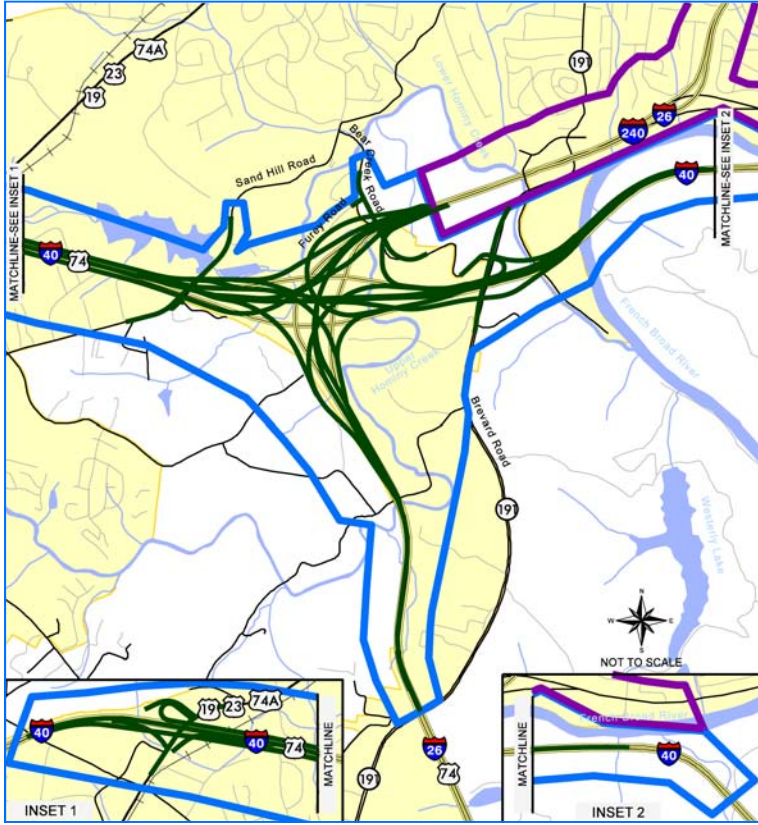 74A
23
19
191
Lower Hominy Creek
26
240
40
MATCHLINE-SEE INSET 2
MATCHLINE-SEE INSET 1
Sand Hill Road
Bear Creek Road
Furey Road
40
74
Upper
Hominy Creek
French Broad River
Brevard Road
191
Westerly Lake
N
W E
S
NOT TO SCALE
19 23 74A
MATCHLINE
40
40
74
INSET 1
26
74
191
French Broad River
MATCHLINE
40
INSET 2